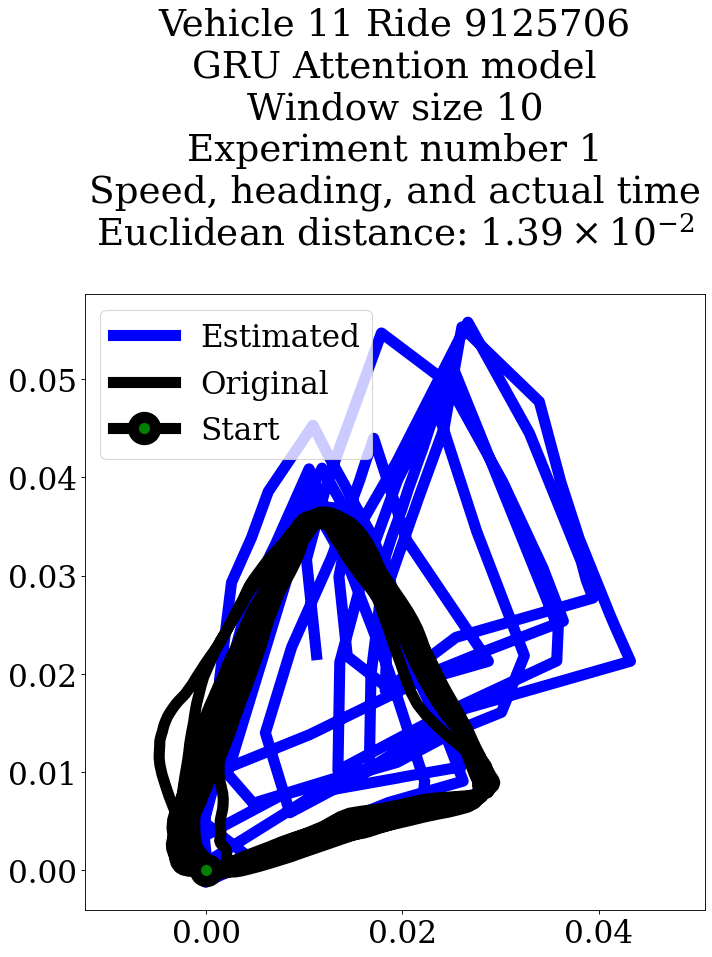 Vehicle 11 Ride 9125706
GRU Attention model
Window size 10
Experiment number 1
Speed, heading, and actual time
Euclidean distance: 1.39 × 10⁻²
Estimated
Original
Start
0.05
0.04
0.03
0.02
0.01
0.00
0.00 0.02 0.04